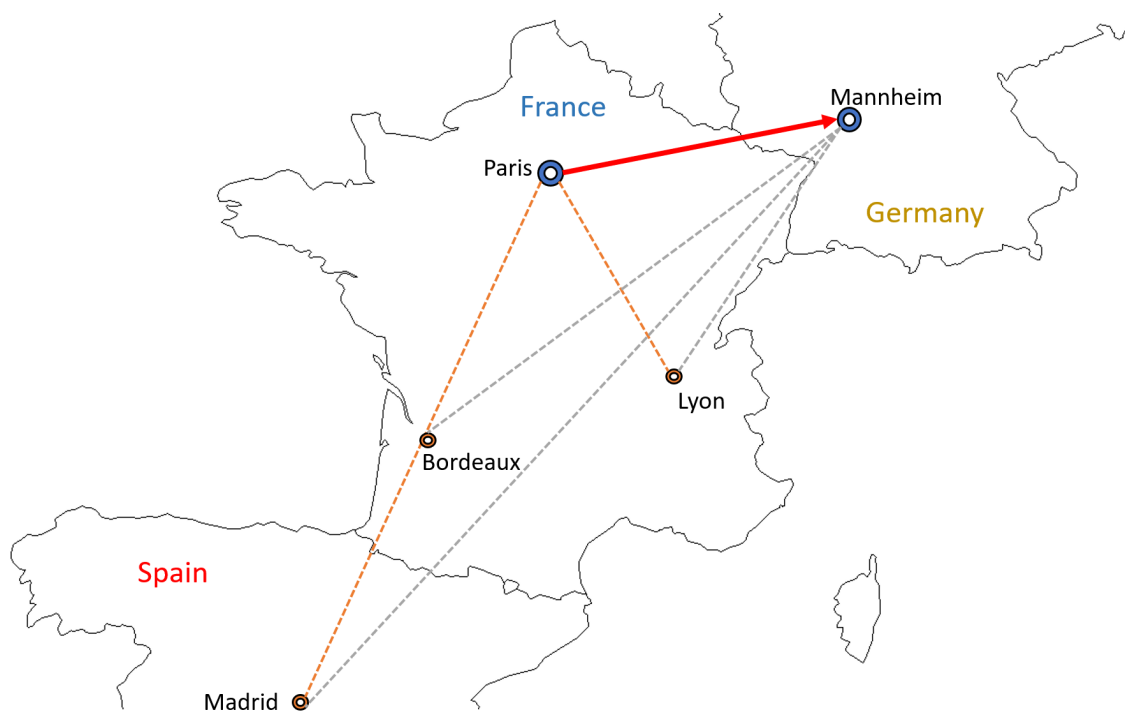 Mannheim
France
Paris
Germany
Lyon
Bordeaux
Spain
Madrid